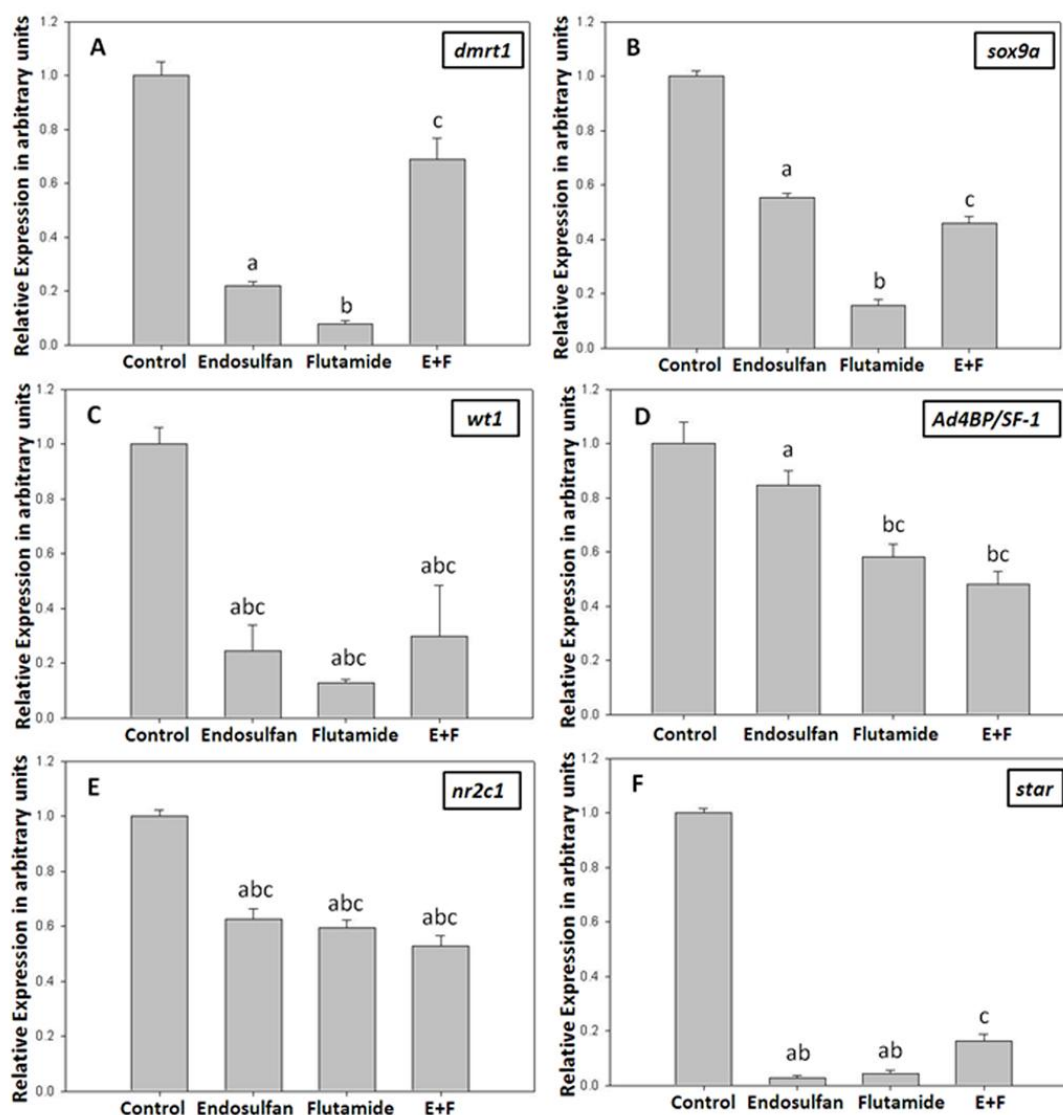 A
dmrt1
Relative Expression in arbitrary units
1.2
1.0
0.8
0.6
0.4
0.2
0.0
a
b
c
Control Endosulfan Flutamide E+F
B
sox9a
Relative Expression in arbitrary units
1.2
1.0
0.8
0.6
0.4
0.2
0.0
a
b
c
Control Endosulfan Flutamide E+F
C
wt1
Relative Expression in arbitrary units
1.2
1.0
0.8
0.6
0.4
0.2
0.0
abc
abc
abc
Control Endosulfan Flutamide E+F
D
Ad4BP/SF-1
Relative Expression in arbitrary units
1.2
1.0
0.8
0.6
0.4
0.2
0.0
a
bc
bc
Control Endosulfan Flutamide E+F
E
nr2c1
Relative Expression in arbitrary units
1.2
1.0
0.8
0.6
0.4
0.2
0.0
abc
abc
abc
Control Endosulfan Flutamide E+F
F
star
Relative Expression in arbitrary units
1.2
1.0
0.8
0.6
0.4
0.2
0.0
ab
ab
c
Control Endosulfan Flutamide E+F